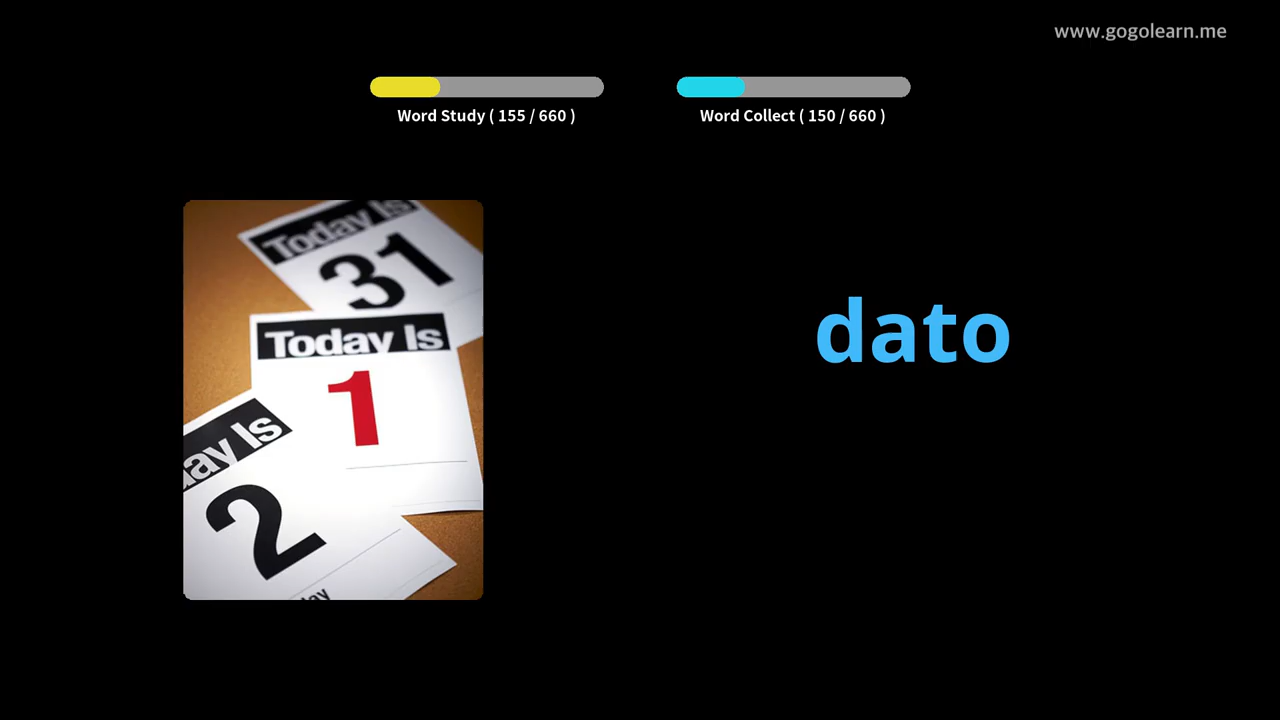 www.gogolearn.me
Word Study ( 155 / 660 )
Word Collect ( 150 / 660 )
Today Is
31
Today Is
1
ay Is
2
dato